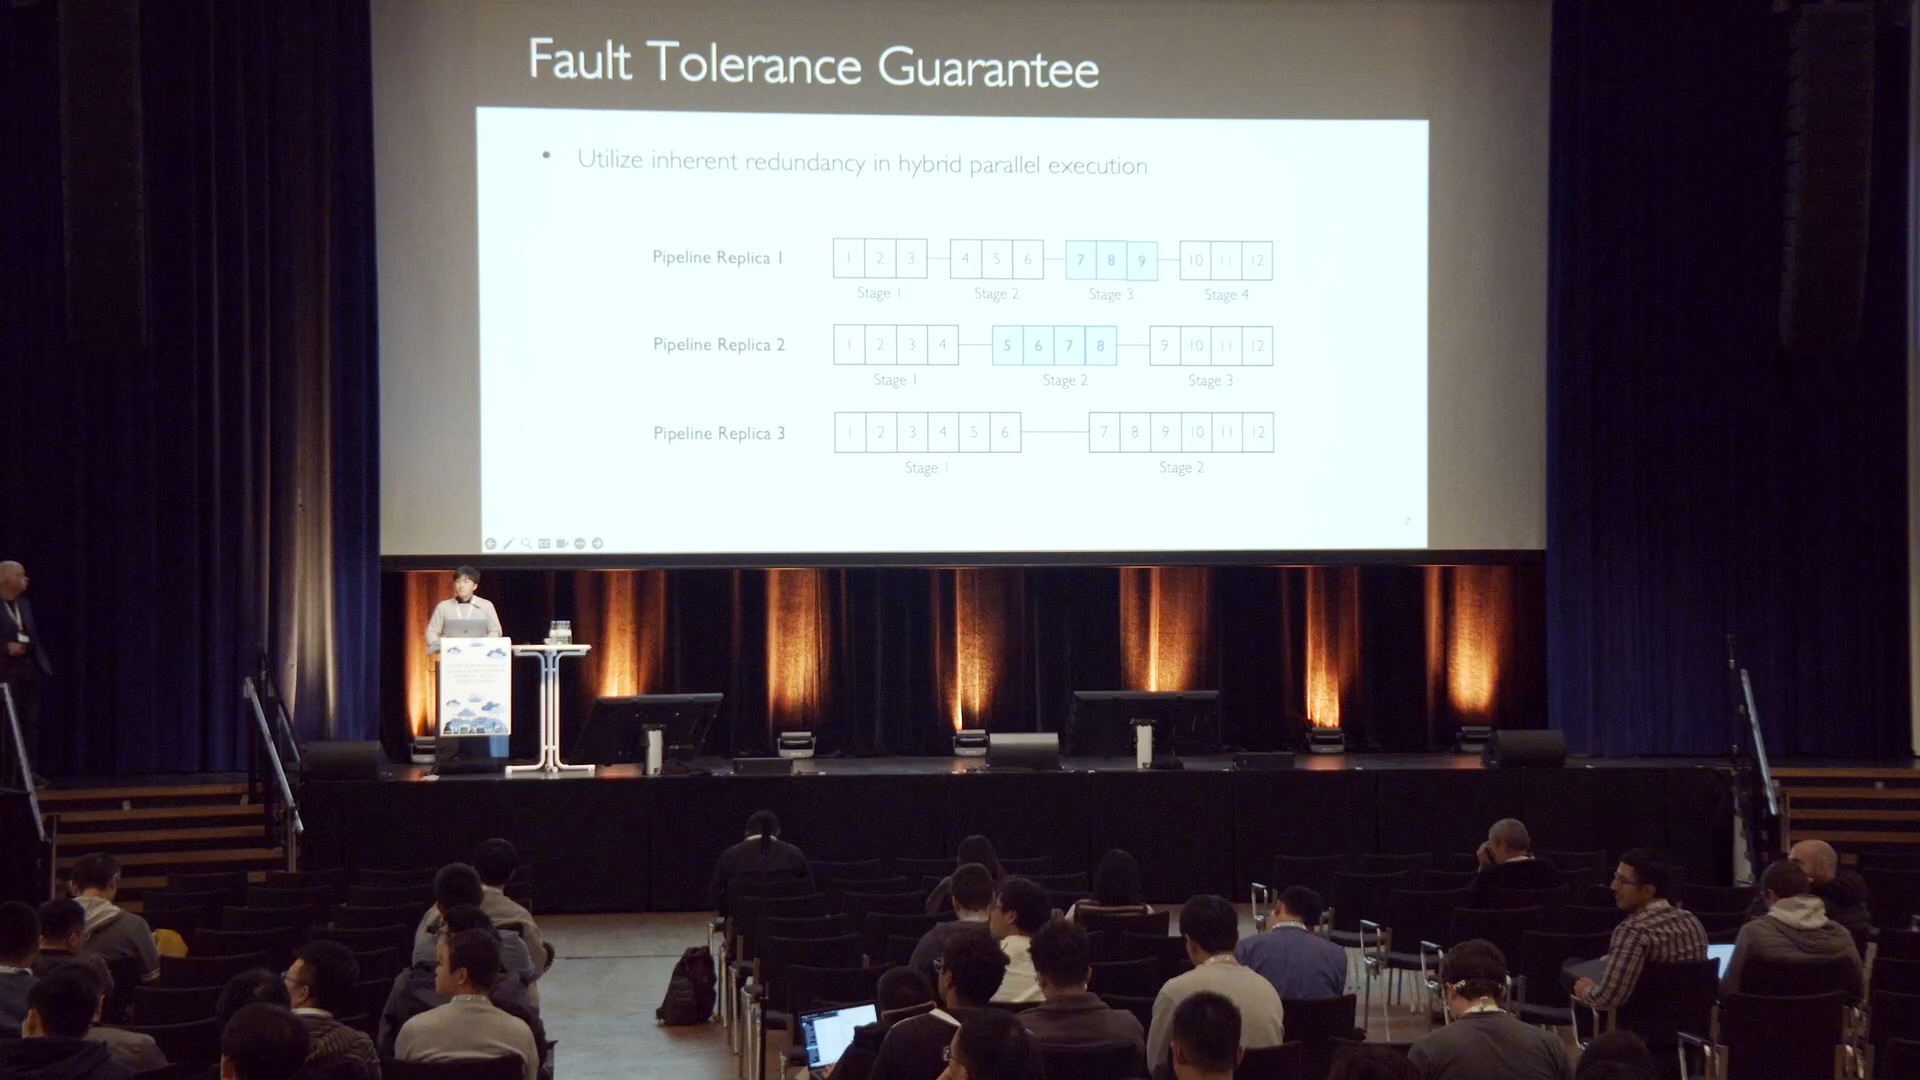 Fault Tolerance Guarantee
• Utilize inherent redundancy in hybrid parallel execution
Pipeline Replica 1
1 2 3 4 5 6 7 8 9 10 11 12
Stage 1 Stage 2 Stage 3 Stage 4
Pipeline Replica 2
1 2 3 4 5 6 7 8 9 10 11 12
Stage 1 Stage 2 Stage 3
Pipeline Replica 3
1 2 3 4 5 6 7 8 9 10 11 12
Stage 1 Stage 2
7